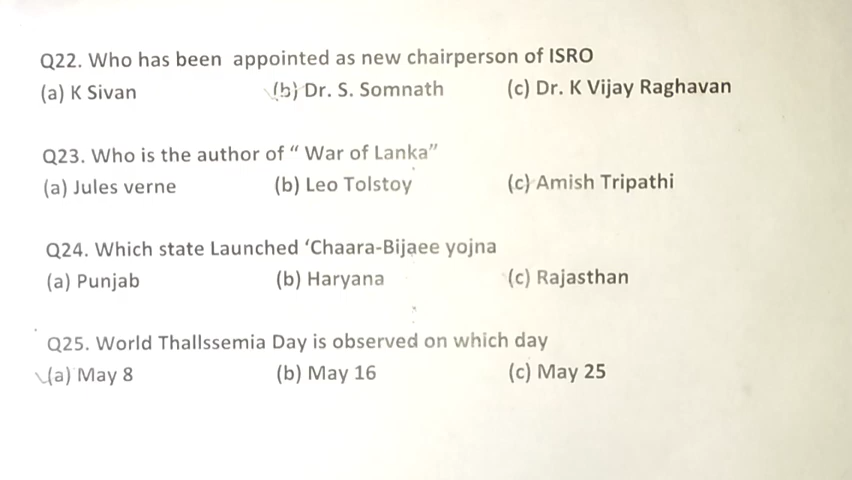 Q22. Who has been appointed as new chairperson of ISRO
(a) K Sivan (b) Dr. S. Somnath (c) Dr. K Vijay Raghavan
Q23. Who is the author of “ War of Lanka”
(a) Jules verne (b) Leo Tolstoy (c) Amish Tripathi
Q24. Which state Launched ‘Chaara-Bijaee yojna
(a) Punjab (b) Haryana (c) Rajasthan
Q25. World Thallssemia Day is observed on which day
(a) May 8 (b) May 16 (c) May 25